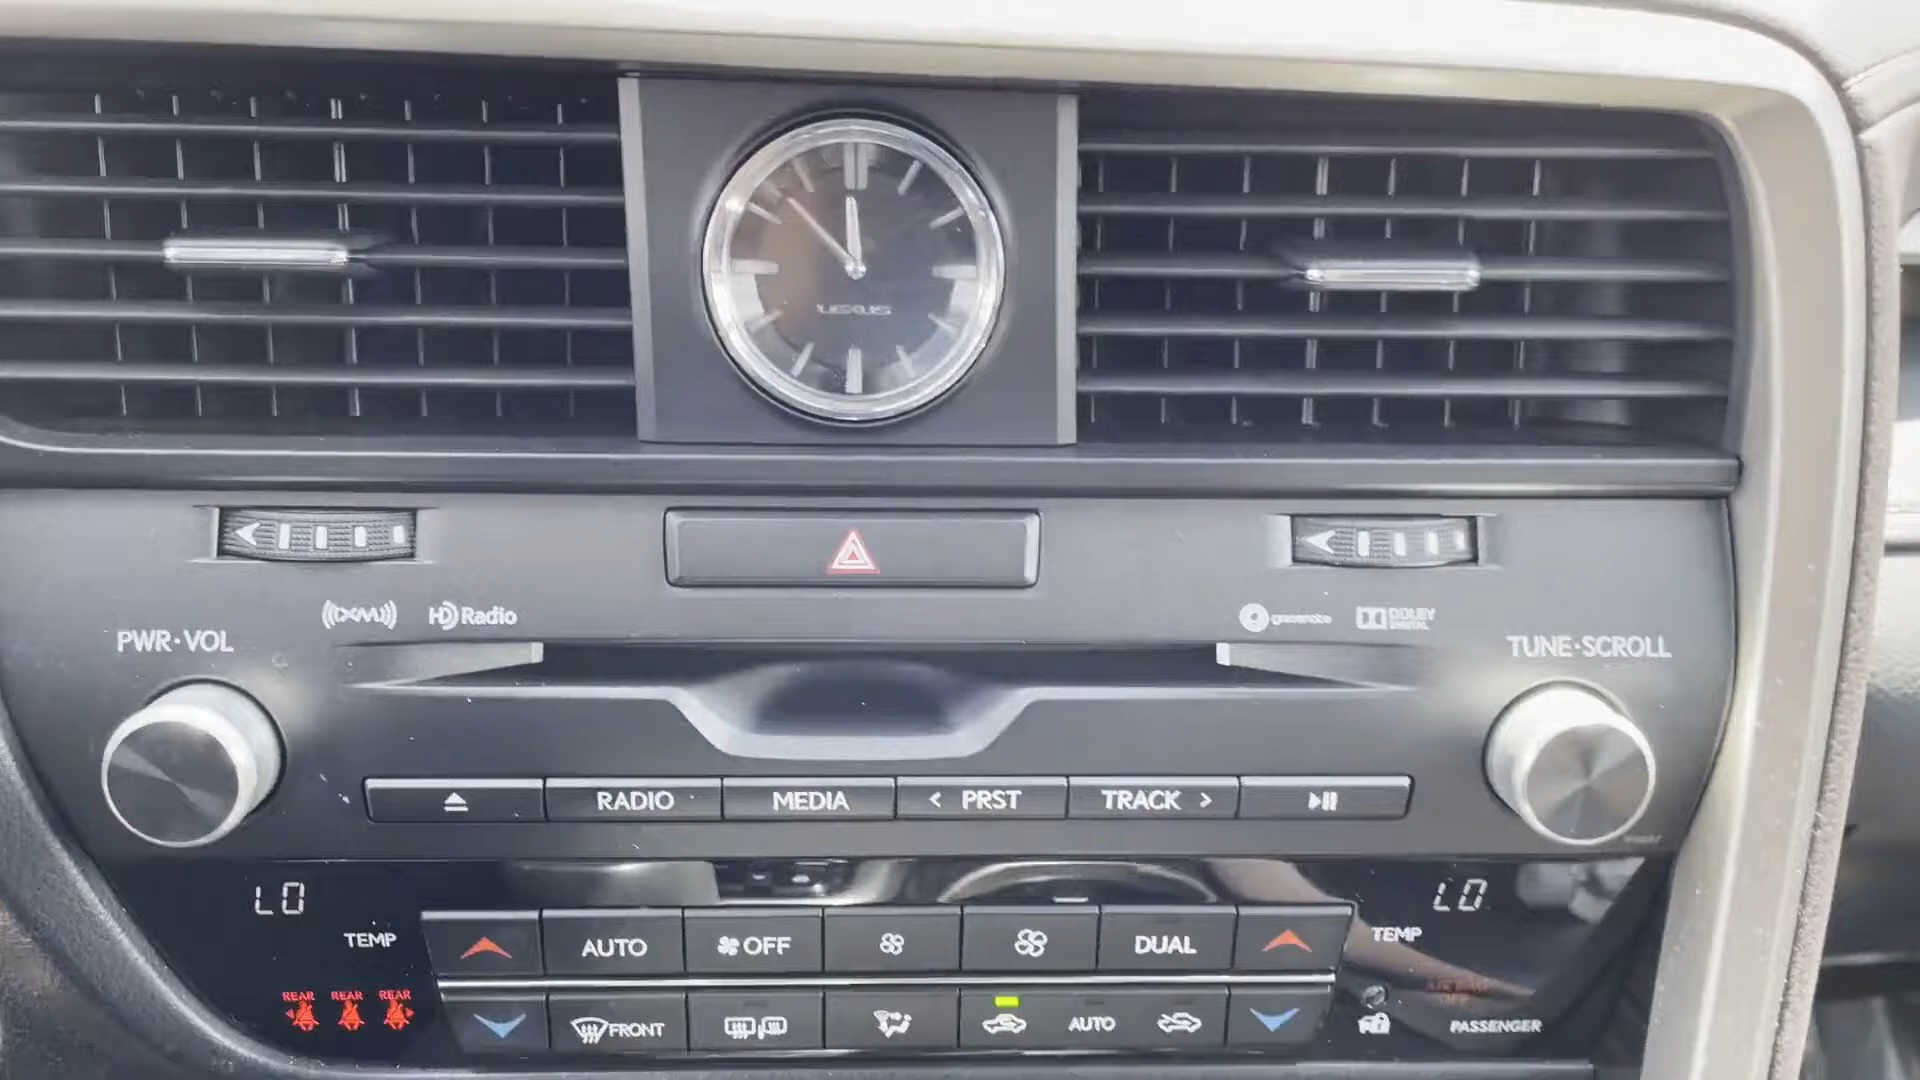 LEXUS
((XM)) HD Radio
gracenote DOLBY DIGITAL
PWR·VOL
TUNE·SCROLL
RADIO MEDIA < PRST TRACK >
LO
LO
TEMP
AUTO OFF DUAL
TEMP
REAR REAR REAR
FRONT
AUTO
PASSENGER